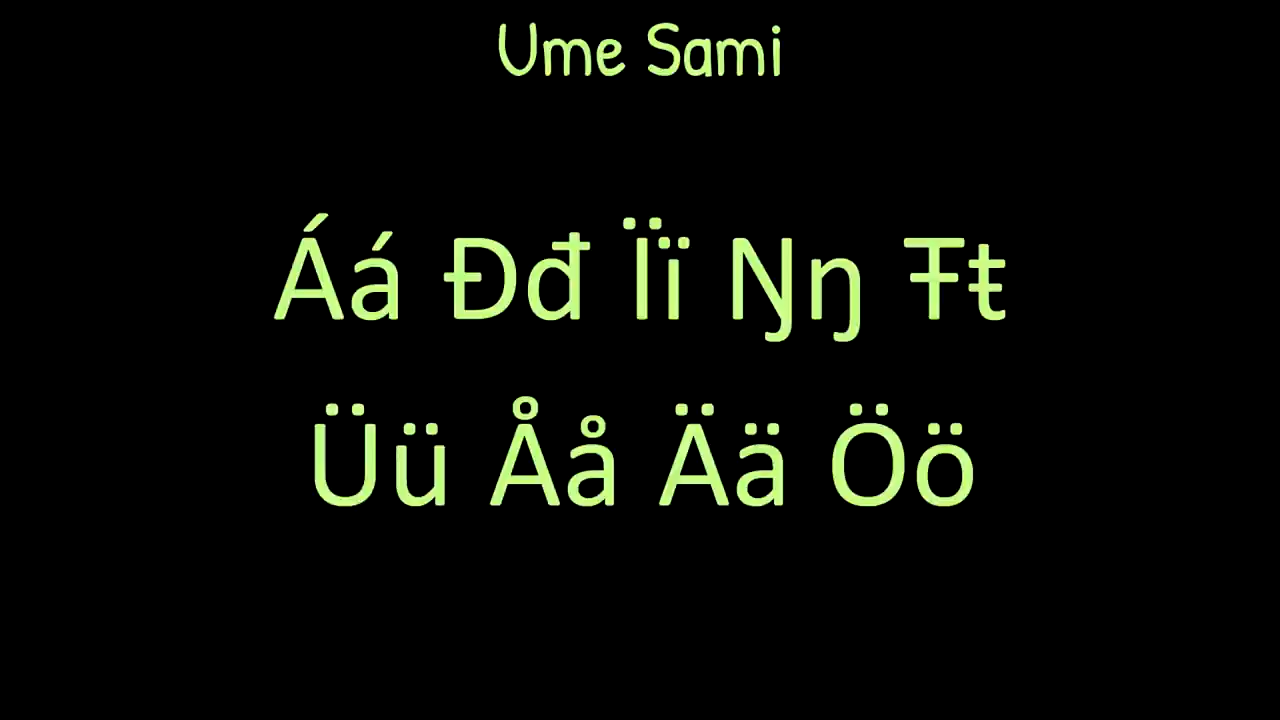 Ume Sami
Áá Đđ Ïï Ŋŋ Ŧŧ
Üü Åå Ää Öö